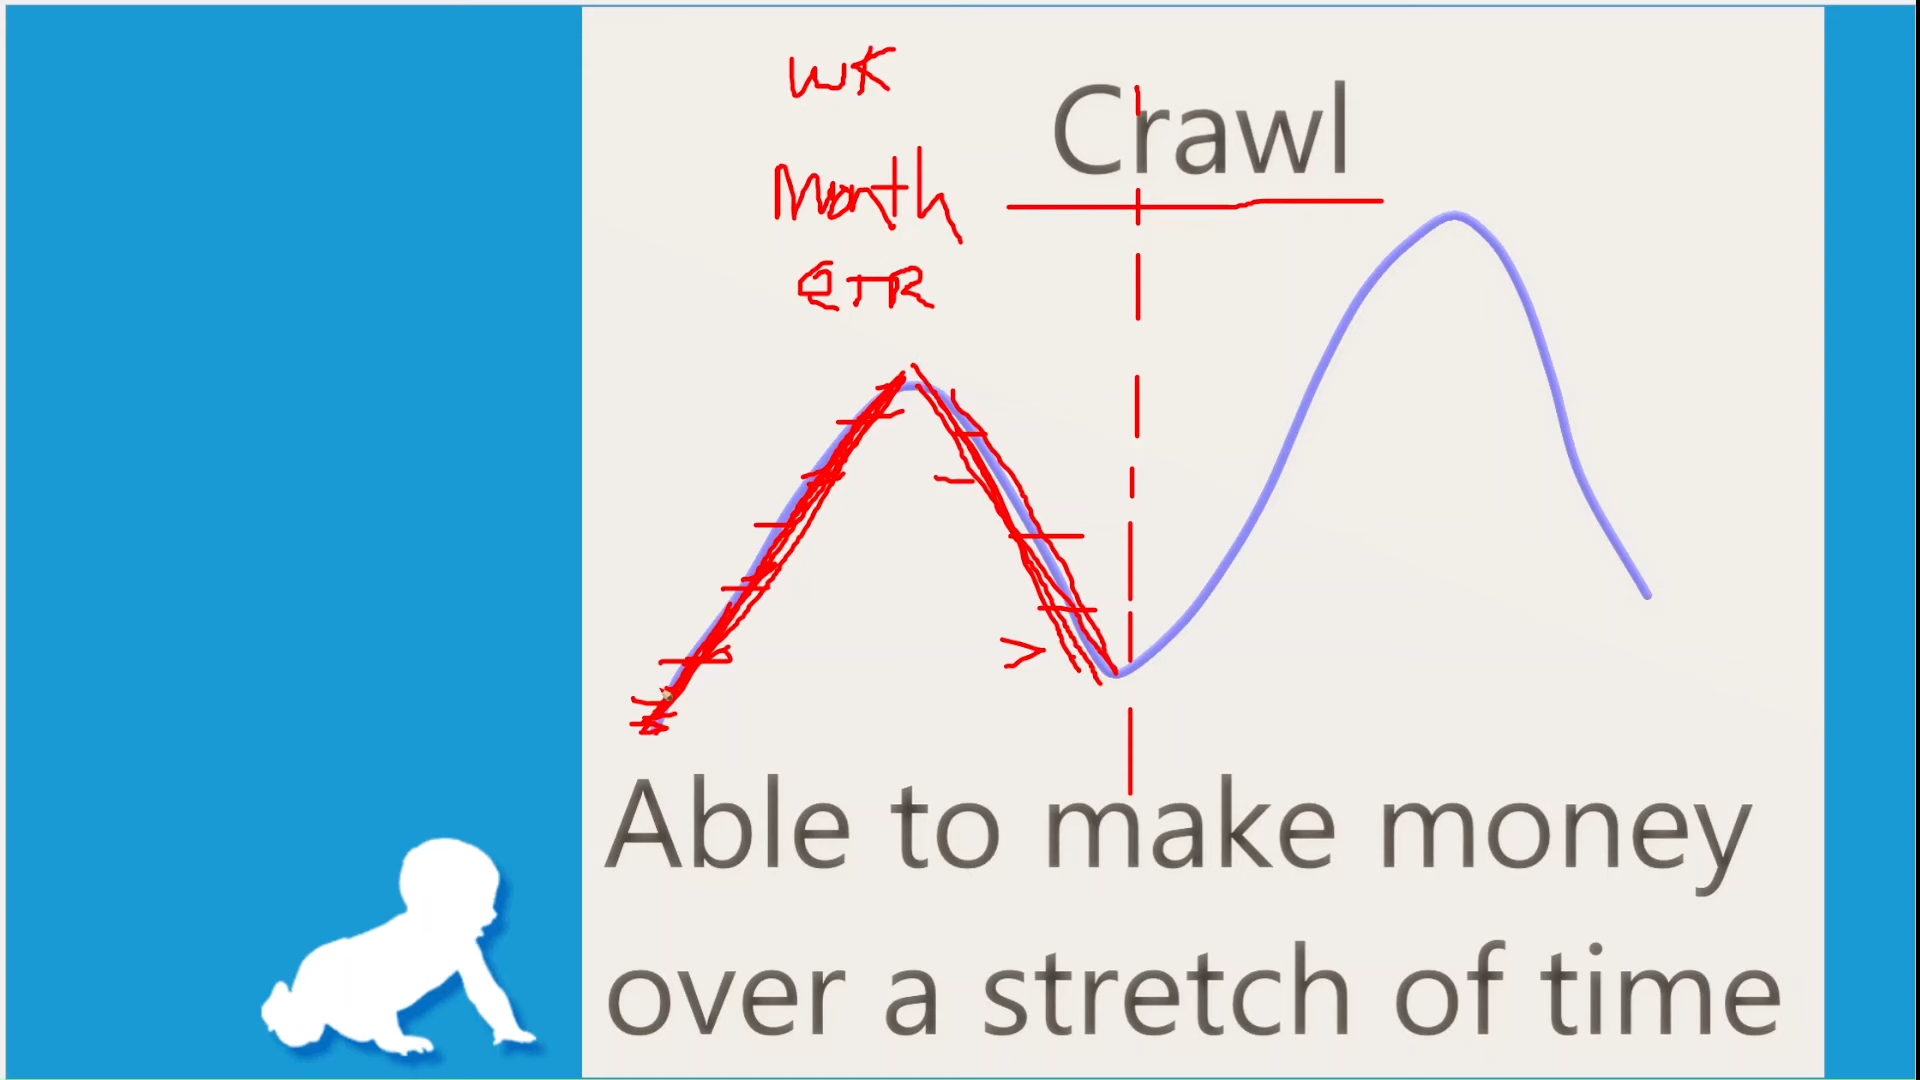 WK
Crawl
Month
QTR
Able to make money
over a stretch of time